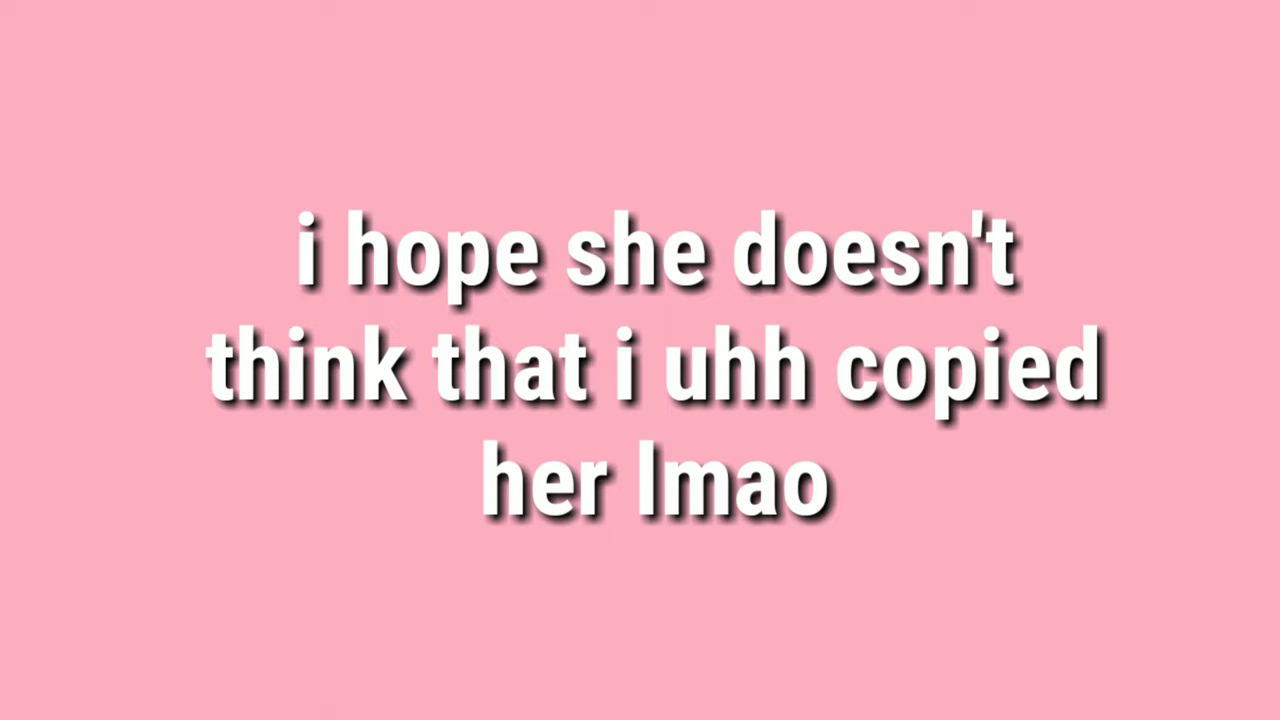 i hope she doesn't
think that i uhh copied
her lmao